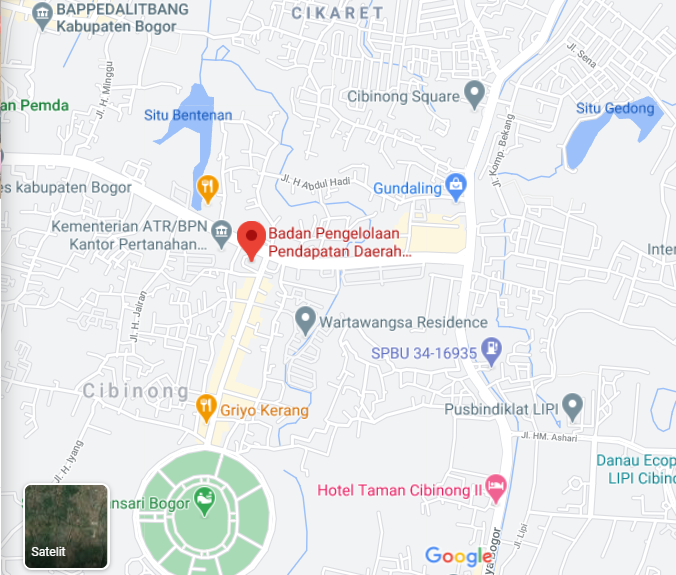 BAPPEDALITBANG
Kabupaten Bogor
CIKARET
Jl. Sena
Jl. H. Minggu
Cibinong Square
an Pemda
Situ Bentenan
Situ Gedong
Jl. Komp. Bekang
es kabupaten Bogor
Jl. H Abdul Hadi
Gundaling
Kementerian ATR/BPN
Kantor Pertanahan...
Badan Pengelolaan
Pendapatan Daerah...
Inter
Jl. H. Jairan
Wartawangsa Residence
SPBU 34-16935
Cibinong
Griyo Kerang
Pusbindiklat LIPI
Jl. HM. Ashari
Jl. H. Iyang
Danau Ecop
LIPI Cibino
Hotel Taman Cibinong II
S
ansari Bogor
Jl. Lipi
ya Bogor
Satelit
Google